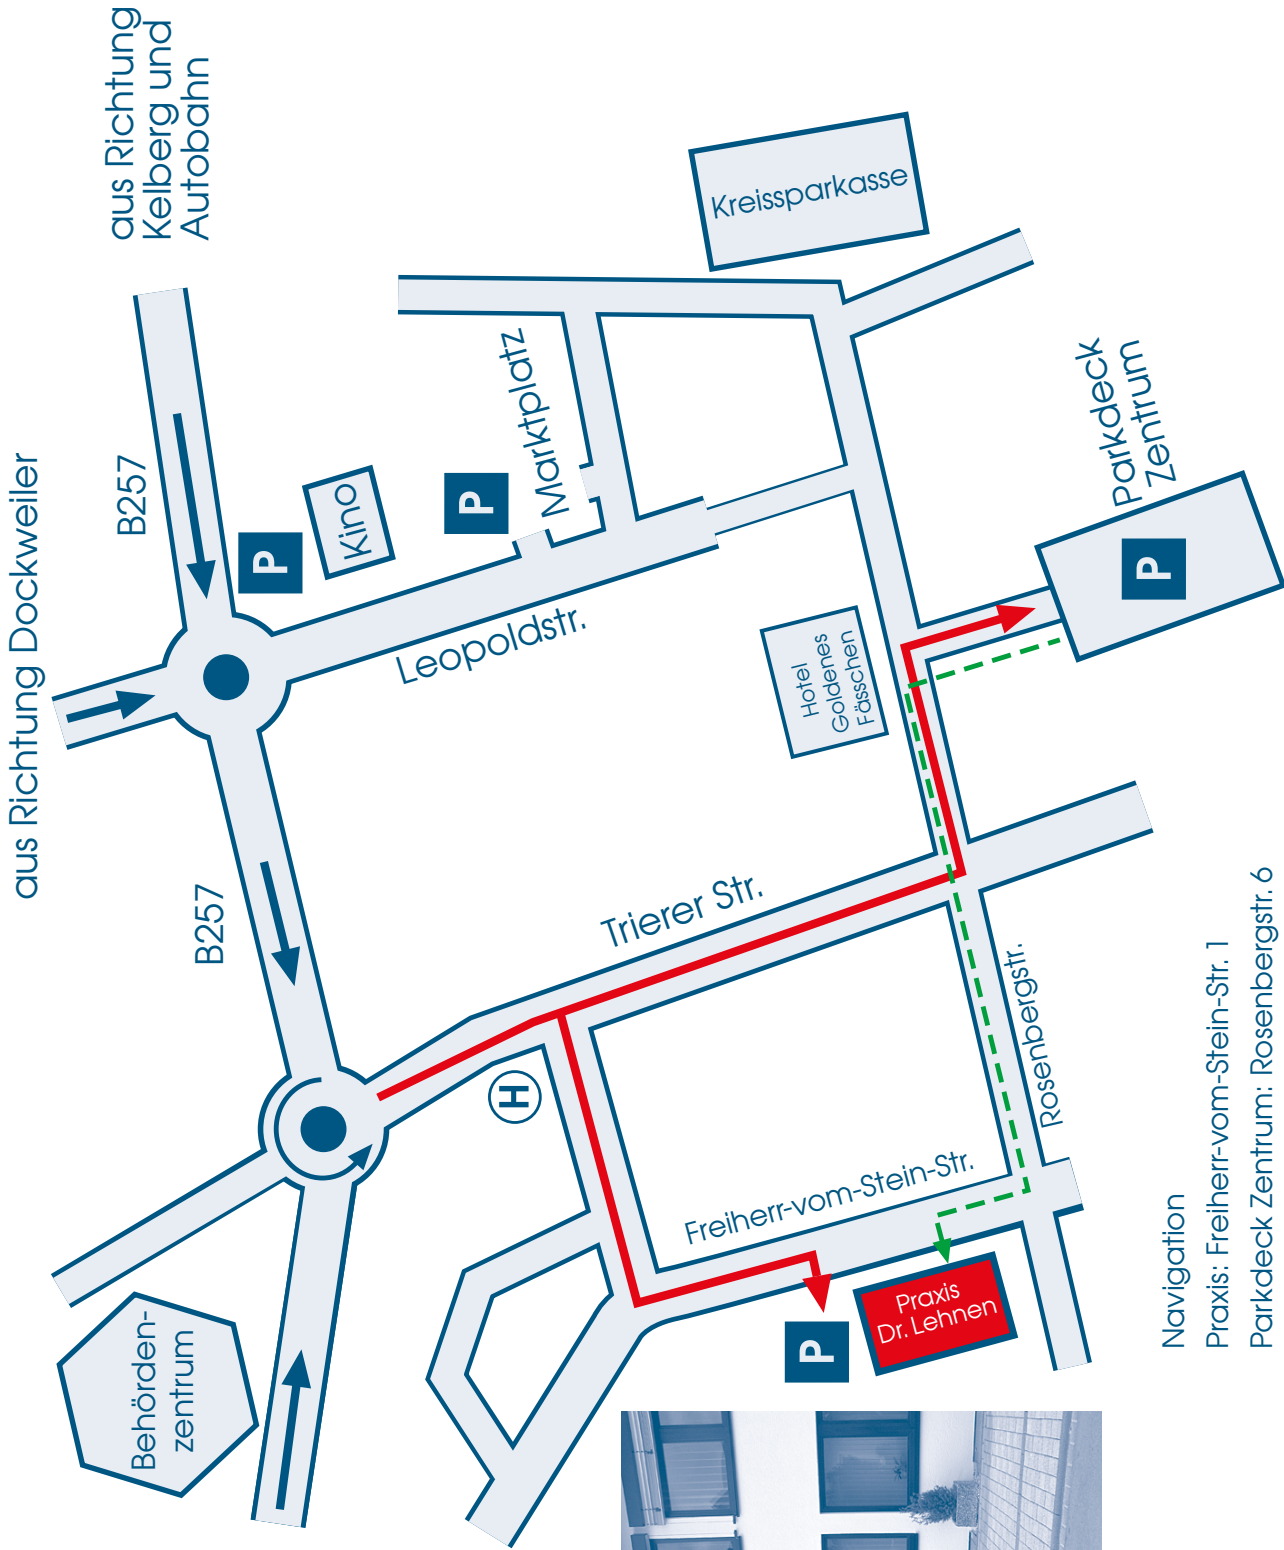 aus Richtung Dockweiler
aus Richtung
Kelberg und
Autobahn
B257
B257
P
Kino
P
Marktplatz
Leopoldstr.
Kreissparkasse
Behörden-
zentrum
H
Trierer Str.
Hotel
Goldenes
Fässchen
Parkdeck
Zentrum
P
Freiherr-vom-Stein-Str.
Rosenbergstr.
P
Praxis
Dr. Lehnen
Navigation
Praxis: Freiherr-vom-Stein-Str. 1
Parkdeck Zentrum: Rosenbergstr. 6